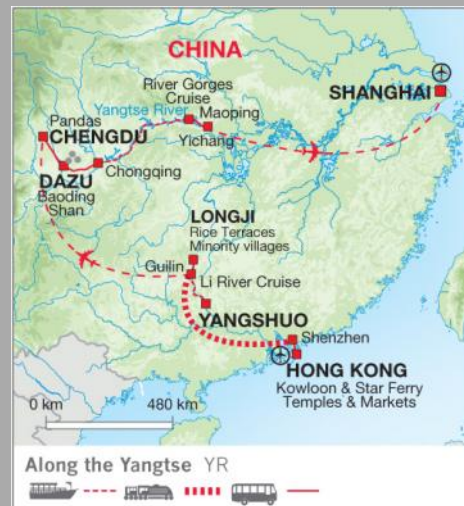 CHINA
River Gorges
Cruise
Yangtse River
Maoping
SHANGHAI
Pandas
CHENGDU
Yichang
DAZU
Chongqing
Baoding
Shan
LONGJI
Rice Terraces
Minority villages
Guilin
Li River Cruise
YANGSHUO
Shenzhen
HONG KONG
Kowloon & Star Ferry
Temples & Markets
0 km 480 km
Along the Yangtse YR